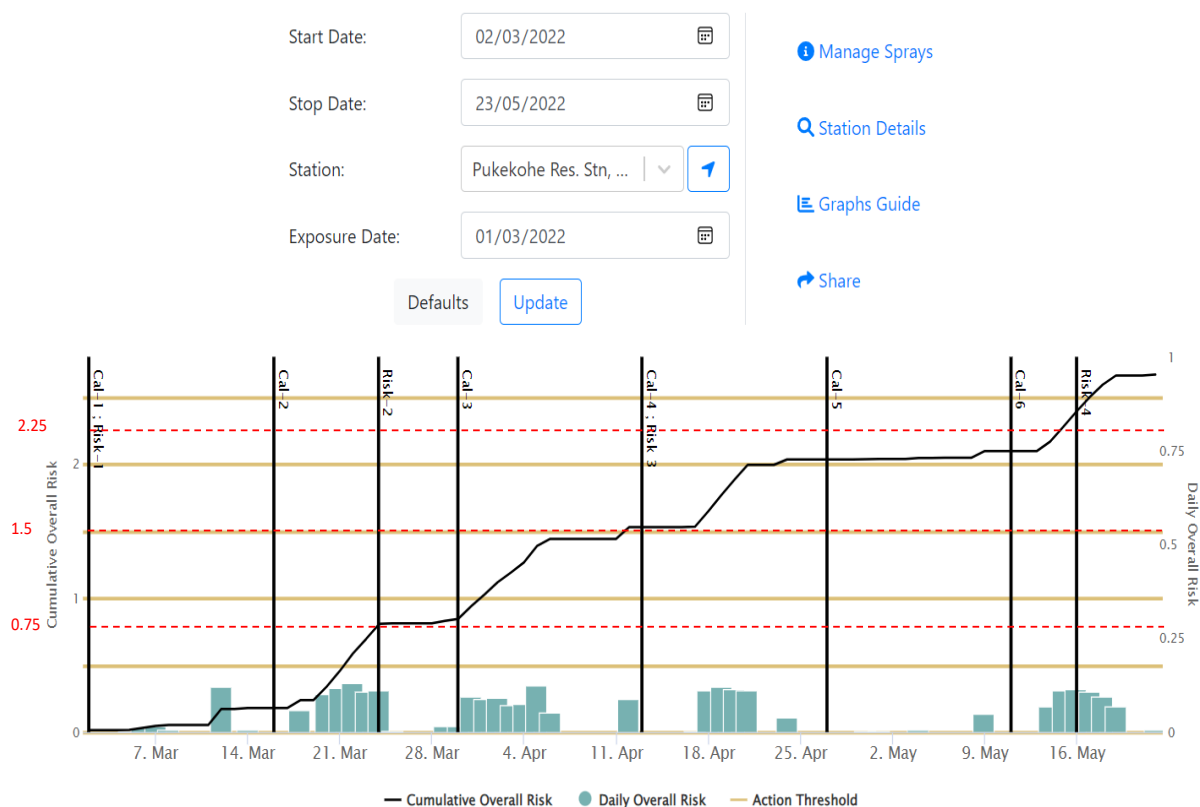 Start Date:
02/03/2022
Manage Sprays
Stop Date:
23/05/2022
Station Details
Station:
Pukekohe Res. Stn, ...
Graphs Guide
Exposure Date:
01/03/2022
Share
Defaults
Update
Cal-1 ; Risk-1
Cal-2
Risk-2
Cal-3
Cal-4 ; Risk 3
Cal-5
Cal-6
Risk-4
2.25
1.5
0.75
Cumulative Overall Risk
2
1
0
1
0.75
0.5
0.25
0
Daily Overall Risk
7. Mar
14. Mar
21. Mar
28. Mar
4. Apr
11. Apr
18. Apr
25. Apr
2. May
9. May
16. May
Cumulative Overall Risk
Daily Overall Risk
Action Threshold